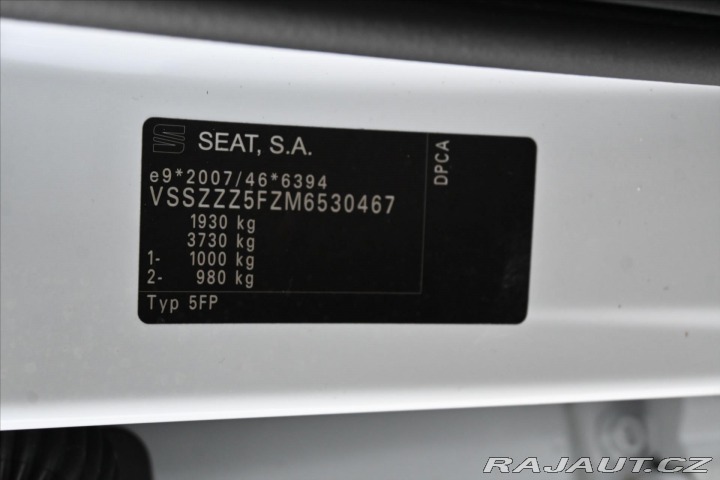 SEAT, S.A.
e9*2007/46*6394
VSSZZZ5FZM6530467
1930 kg
3730 kg
1- 1000 kg
2- 980 kg
Typ 5FP
DPCA
RAJAUT.CZ